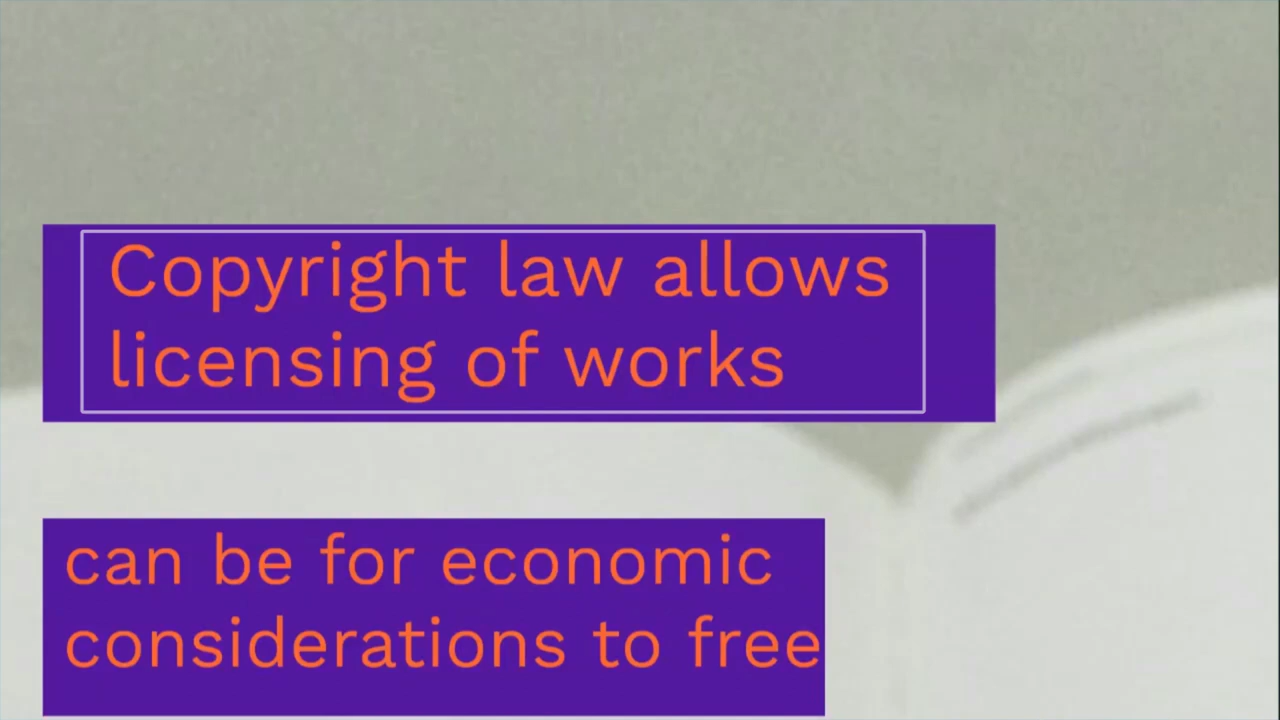 Copyright law allows
licensing of works
can be for economic
considerations to free